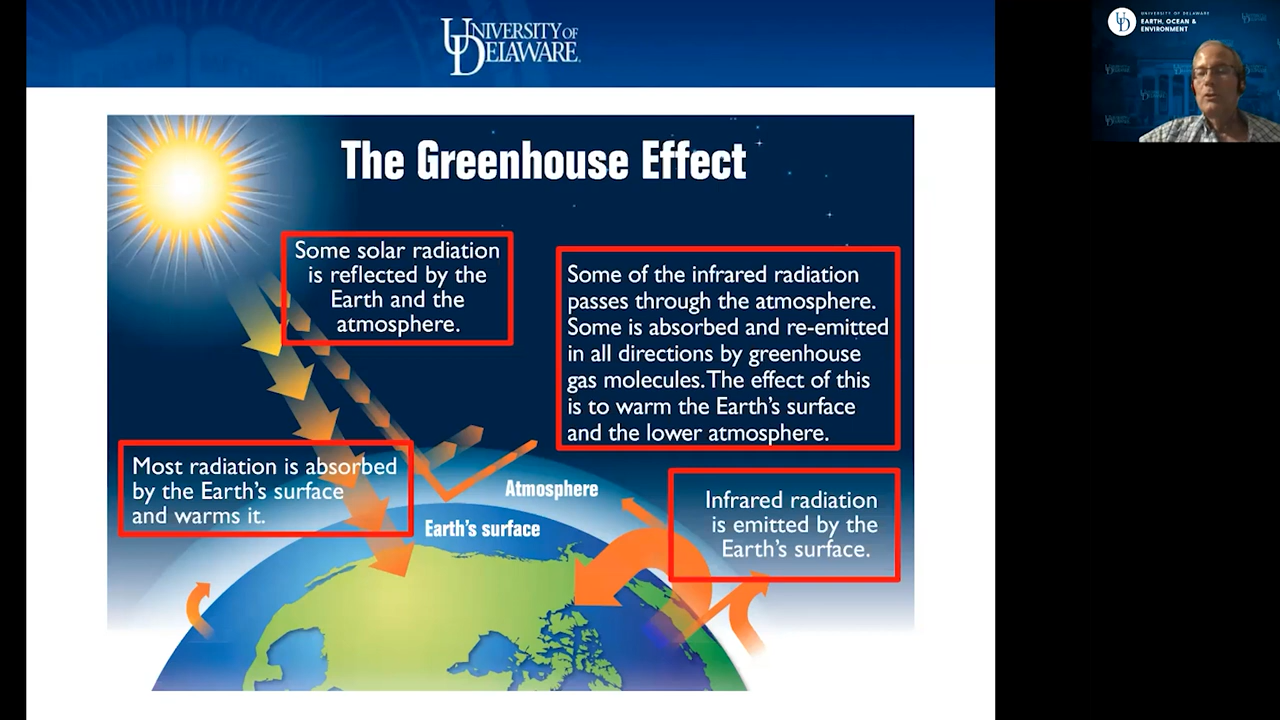 UNIVERSITY OF
DELAWARE
The Greenhouse Effect
Some solar radiation
is reflected by the
Earth and the
atmosphere.
Some of the infrared radiation
passes through the atmosphere.
Some is absorbed and re-emitted
in all directions by greenhouse
gas molecules. The effect of this
is to warm the Earth's surface
and the lower atmosphere.
Most radiation is absorbed
by the Earth's surface
and warms it.
Atmosphere
Earth's surface
Infrared radiation
is emitted by the
Earth's surface.
UD
UNIVERSITY OF DELAWARE
EARTH, OCEAN &
ENVIRONMENT